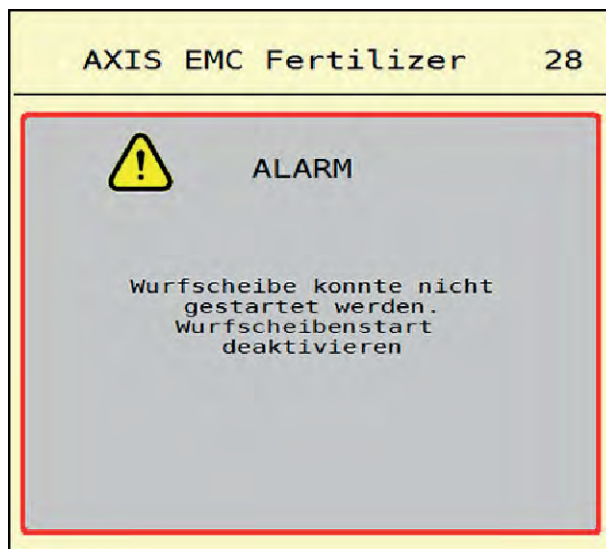 AXIS EMC Fertilizer 28
ALARM
Wurfscheibe konnte nicht
gestartet werden.
Wurfscheibenstart
deaktivieren